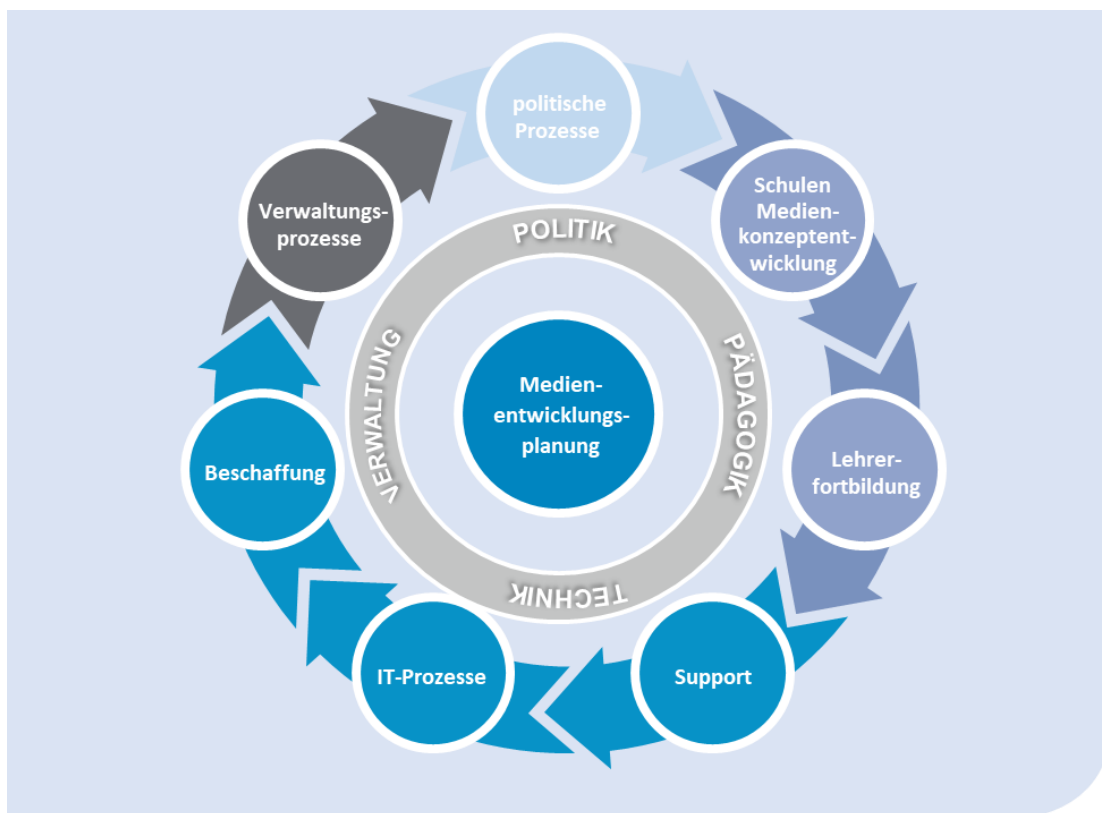 politische
Prozesse
Schulen
Medien-
konzeptent-
wicklung
Lehrer-
fortbildung
Support
IT-Prozesse
Beschaffung
Verwaltungs-
prozesse
POLITIK
PÄDAGOGIK
TECHNIK
VERWALTUNG
Medien-
entwicklungs-
planung